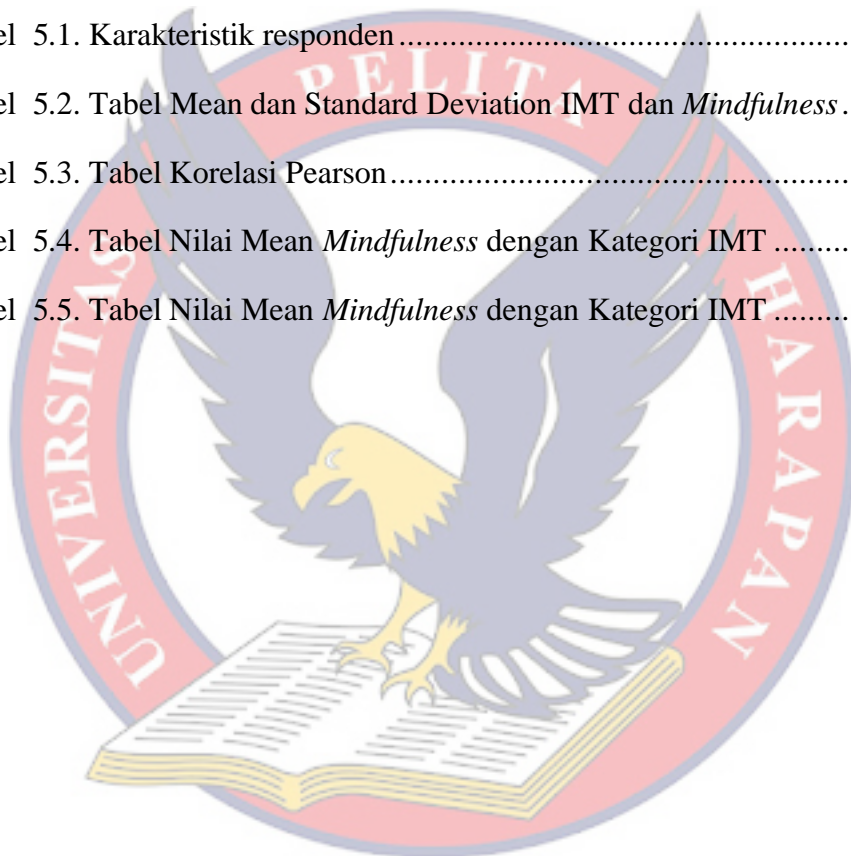 el 5.1. Karakteristik responden.................................................................
el 5.2. Tabel Mean dan Standard Deviation IMT dan Mindfulness.
el 5.3. Tabel Korelasi Pearson.................................................................
el 5.4. Tabel Nilai Mean Mindfulness dengan Kategori IMT .........
el 5.5. Tabel Nilai Mean Mindfulness dengan Kategori IMT .........
UNIVERSITAS PELITA HARAPAN